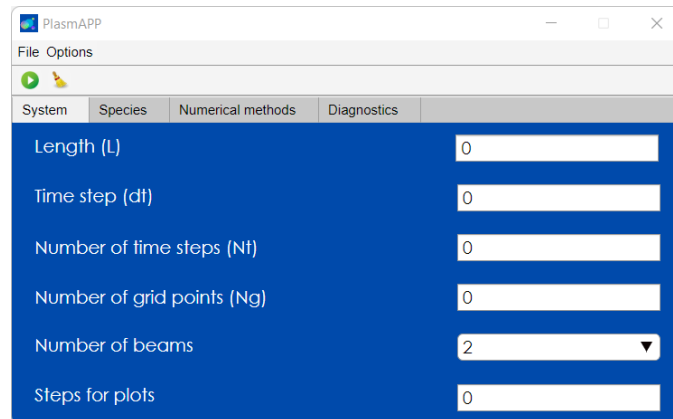 PlasmAPP
File Options
System Species Numerical methods Diagnostics
Length (L) 0
Time step (dt) 0
Number of time steps (Nt) 0
Number of grid points (Ng) 0
Number of beams 2
Steps for plots 0